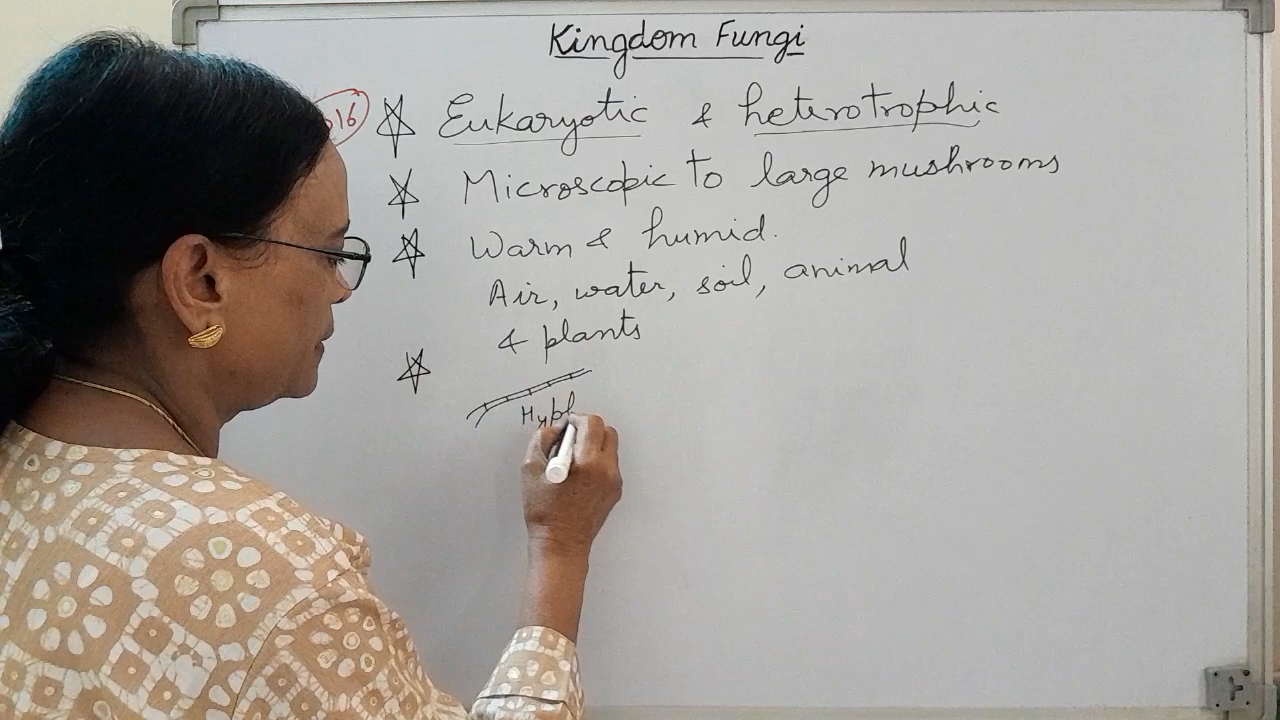 Kingdom Fungi
Eukaryotic & heterotrophic
Microscopic to large mushrooms
Warm & humid.
Air, water, soil, animal
& plants